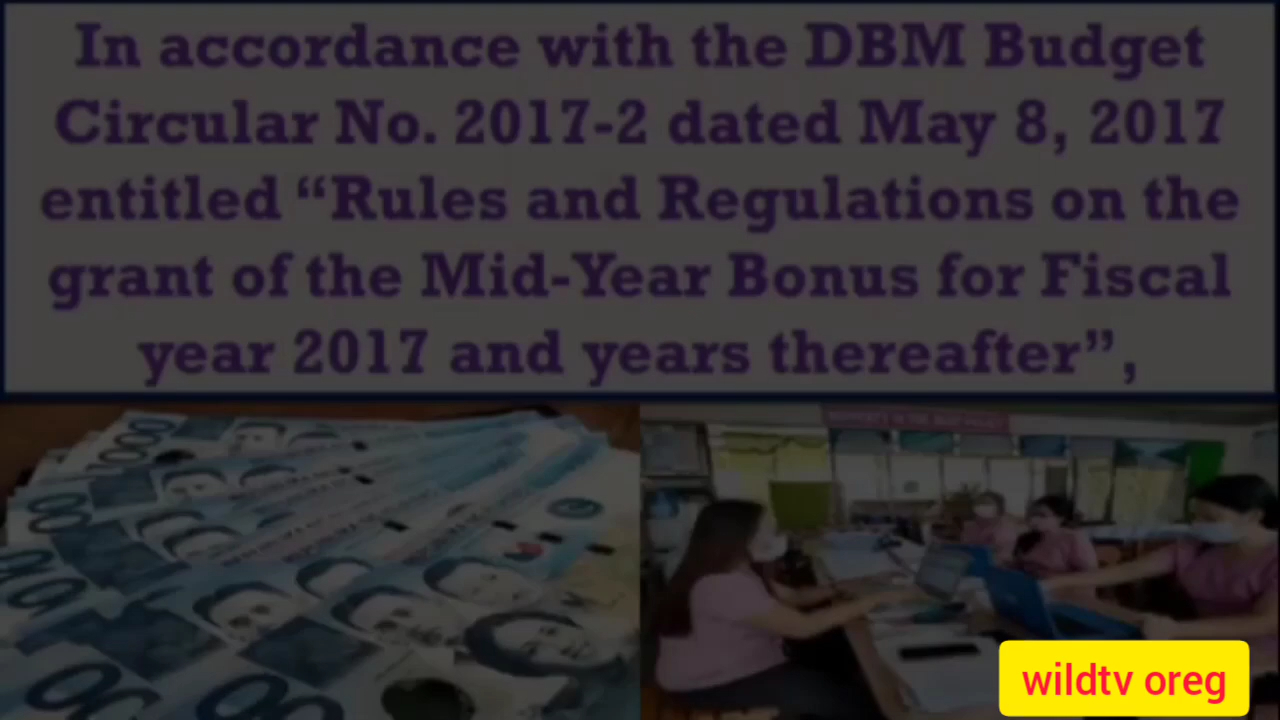 In accordance with the DBM Budget
Circular No. 2017-2 dated May 8, 2017
entitled “Rules and Regulations on the
grant of the Mid-Year Bonus for Fiscal
year 2017 and years thereafter”,
1000
wildtv oreg